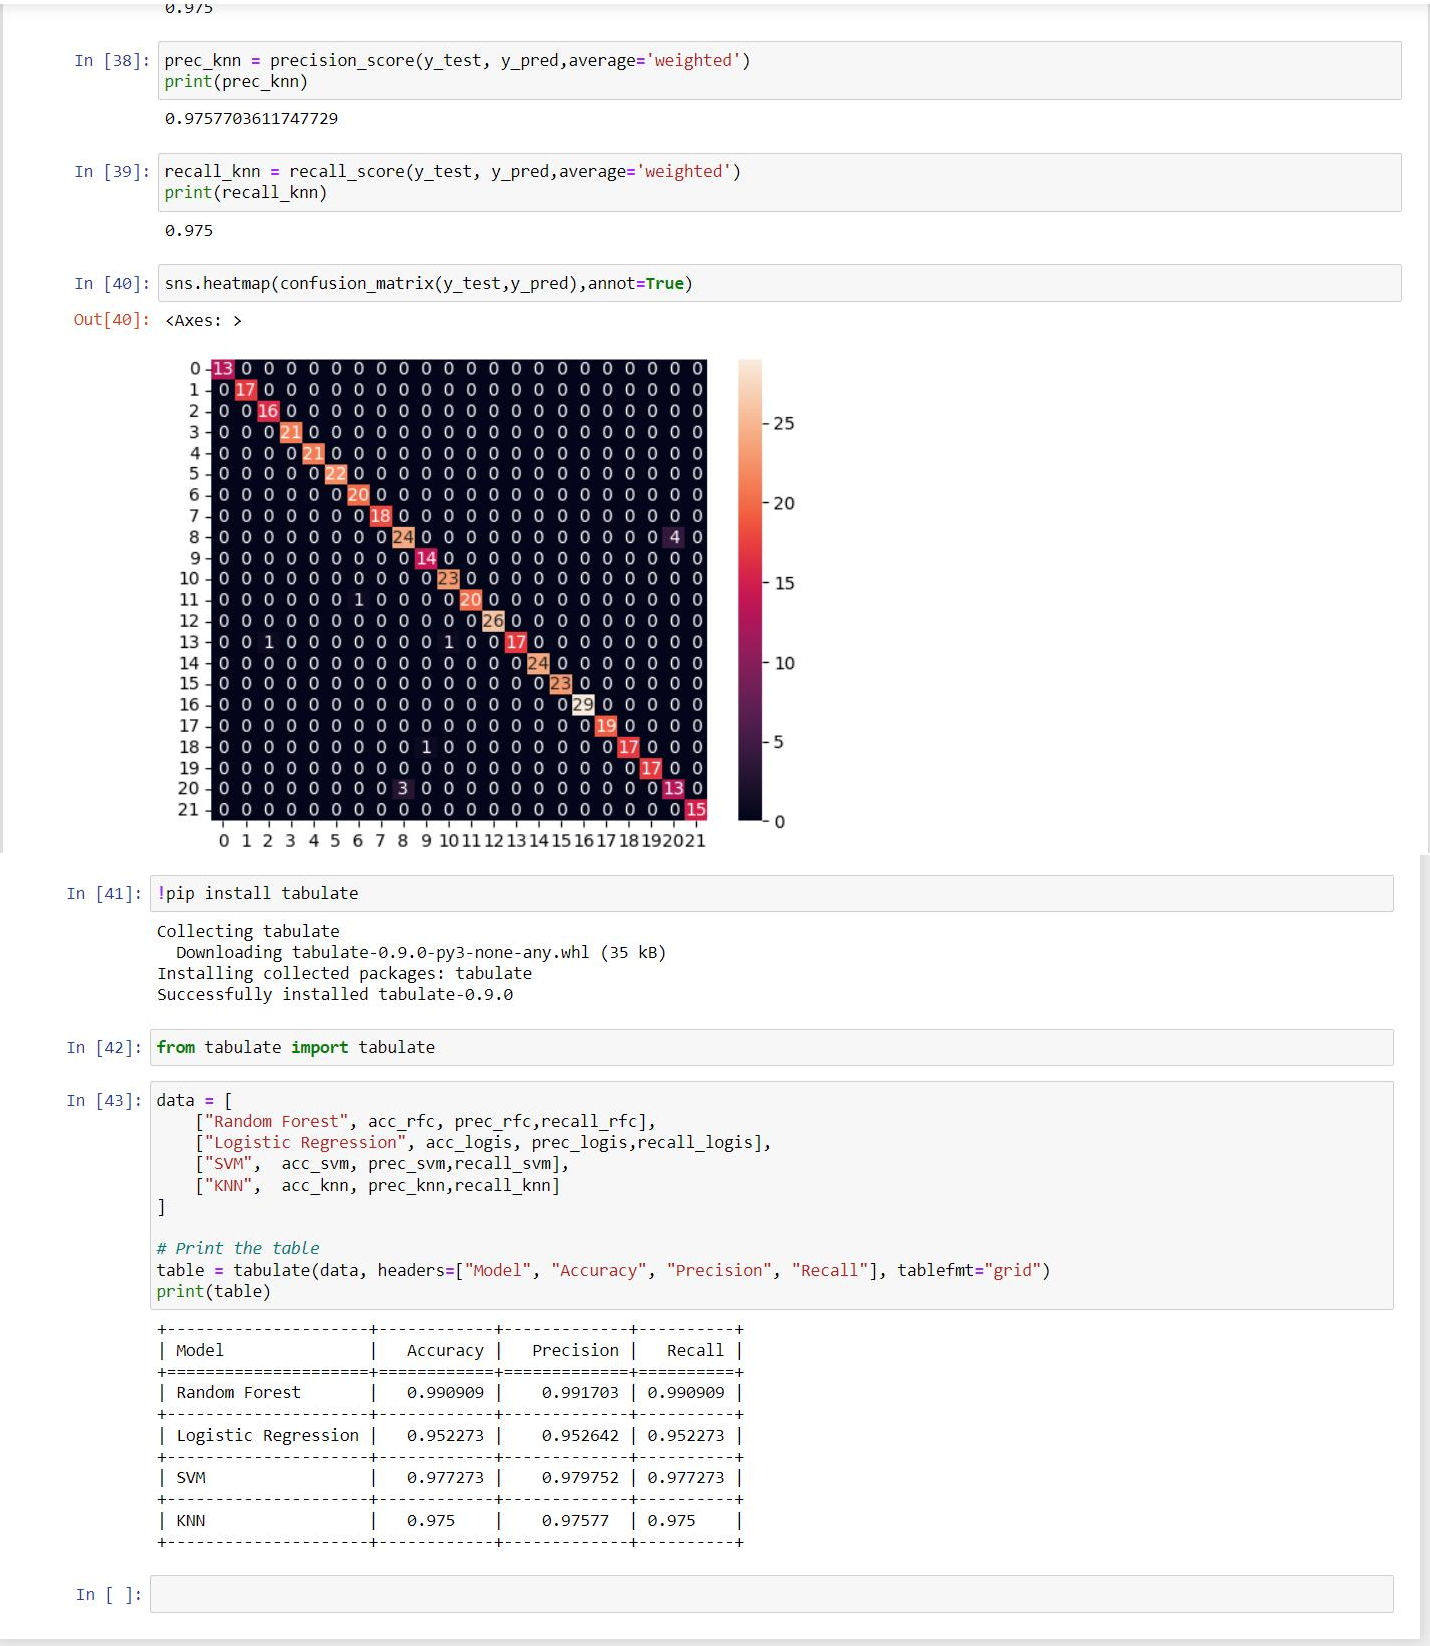 0.975
In [38]: prec_knn = precision_score(y_test, y_pred,average='weighted')
print(prec_knn)
0.9757703611747729
In [39]: recall_knn = recall_score(y_test, y_pred,average='weighted')
print(recall_knn)
0.975
In [40]: sns.heatmap(confusion_matrix(y_test,y_pred),annot=True)
Out[40]: <Axes: >
0 13 0 0 0 0 0 0 0 0 0 0 0 0 0 0 0 0 0 0 0 0 0
1 0 17 0 0 0 0 0 0 0 0 0 0 0 0 0 0 0 0 0 0 0 0
2 0 0 16 0 0 0 0 0 0 0 0 0 0 0 0 0 0 0 0 0 0 0
3 0 0 0 21 0 0 0 0 0 0 0 0 0 0 0 0 0 0 0 0 0 0
25
4 0 0 0 0 21 0 0 0 0 0 0 0 0 0 0 0 0 0 0 0 0 0
5 0 0 0 0 0 22 0 0 0 0 0 0 0 0 0 0 0 0 0 0 0 0
6 0 0 0 0 0 0 20 0 0 0 0 0 0 0 0 0 0 0 0 0 0 0
20
7 0 0 0 0 0 0 0 18 0 0 0 0 0 0 0 0 0 0 0 0 0 0
8 0 0 0 0 0 0 0 0 24 0 0 0 0 0 0 0 0 0 0 0 4 0
9 0 0 0 0 0 0 0 0 0 14 0 0 0 0 0 0 0 0 0 0 0 0
10 0 0 0 0 0 0 0 0 0 0 23 0 0 0 0 0 0 0 0 0 0 0
15
11 0 0 0 0 0 0 1 0 0 0 0 20 0 0 0 0 0 0 0 0 0 0
12 0 0 0 0 0 0 0 0 0 0 0 0 26 0 0 0 0 0 0 0 0 0
13 0 0 1 0 0 0 0 0 0 0 1 0 0 17 0 0 0 0 0 0 0 0
14 0 0 0 0 0 0 0 0 0 0 0 0 0 0 24 0 0 0 0 0 0 0
10
15 0 0 0 0 0 0 0 0 0 0 0 0 0 0 0 23 0 0 0 0 0 0
16 0 0 0 0 0 0 0 0 0 0 0 0 0 0 0 0 29 0 0 0 0 0
17 0 0 0 0 0 0 0 0 0 0 0 0 0 0 0 0 0 19 0 0 0 0
18 0 0 0 0 0 0 0 0 0 1 0 0 0 0 0 0 0 0 17 0 0 0
5
19 0 0 0 0 0 0 0 0 0 0 0 0 0 0 0 0 0 0 0 17 0 0
20 0 0 0 0 0 0 0 0 3 0 0 0 0 0 0 0 0 0 0 0 13 0
21 0 0 0 0 0 0 0 0 0 0 0 0 0 0 0 0 0 0 0 0 0 15
0
0 1 2 3 4 5 6 7 8 9 10 11 12 13 14 15 16 17 18 19 20 21
In [41]: !pip install tabulate
Collecting tabulate
Downloading tabulate-0.9.0-py3-none-any.whl (35 kB)
Installing collected packages: tabulate
Successfully installed tabulate-0.9.0
In [42]: from tabulate import tabulate
In [43]: data = [
["Random Forest", acc_rfc, prec_rfc,recall_rfc],
["Logistic Regression", acc_logis, prec_logis,recall_logis],
["SVM",  acc_svm, prec_svm,recall_svm],
["KNN",  acc_knn, prec_knn,recall_knn]
]
# Print the table
table = tabulate(data, headers=["Model", "Accuracy", "Precision", "Recall"], tablefmt="grid")
print(table)
+---------------------+------------+-------------+----------+
| Model               |   Accuracy |   Precision |   Recall |
+=====================+============+=============+==========+
| Random Forest       |   0.990909 |    0.991703 | 0.990909 |
+---------------------+------------+-------------+----------+
| Logistic Regression |   0.952273 |    0.952642 | 0.952273 |
+---------------------+------------+-------------+----------+
| SVM                 |   0.977273 |    0.979752 | 0.977273 |
+---------------------+------------+-------------+----------+
| KNN                 |   0.975    |    0.97577  | 0.975    |
+---------------------+------------+-------------+----------+
In [ ]: